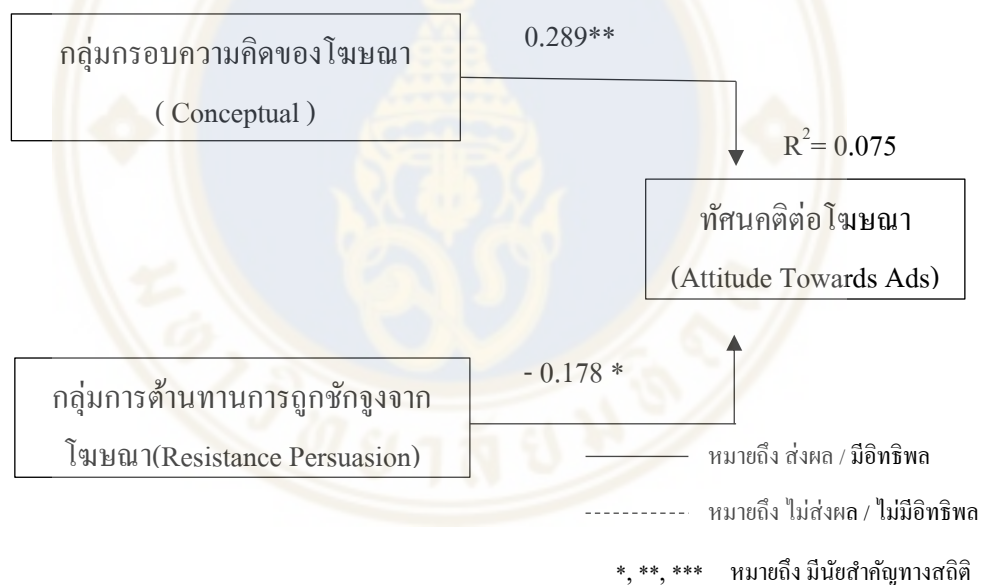 กลุ่มกรอบความคิดของโฆษณา
( Conceptual )
0.289**
R²= 0.075
ทัศนคติต่อโฆษณา
(Attitude Towards Ads)
กลุ่มการต้านทานการถูกชักจูงจาก
โฆษณา(Resistance Persuasion)
- 0.178 *
หมายถึง ส่งผล / มีอิทธิพล
หมายถึง ไม่ส่งผล / ไม่มีอิทธิพล
*, **, *** หมายถึง มีนัยสำคัญทางสถิติ